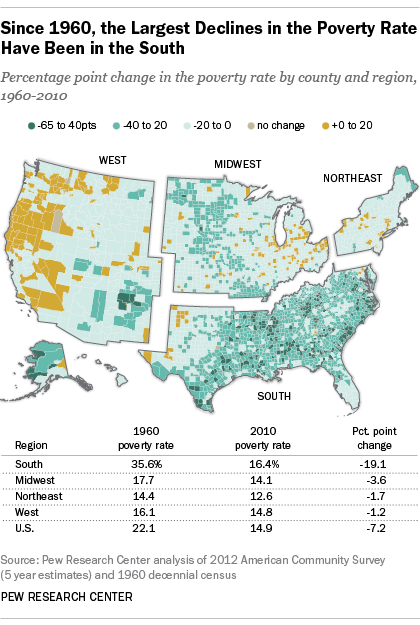 Since 1960, the Largest Declines in the Poverty Rate
Have Been in the South
Percentage point change in the poverty rate by county and region,
1960-2010
-65 to 40pts -40 to 20 -20 to 0 no change +0 to 20
WEST
MIDWEST
NORTHEAST
SOUTH
1960 2010 Pct. point
Region poverty rate poverty rate change
South 35.6% 16.4% -19.1
Midwest 17.7 14.1 -3.6
Northeast 14.4 12.6 -1.7
West 16.1 14.8 -1.2
U.S. 22.1 14.9 -7.2
Source: Pew Research Center analysis of 2012 American Community Survey
(5 year estimates) and 1960 decennial census
PEW RESEARCH CENTER